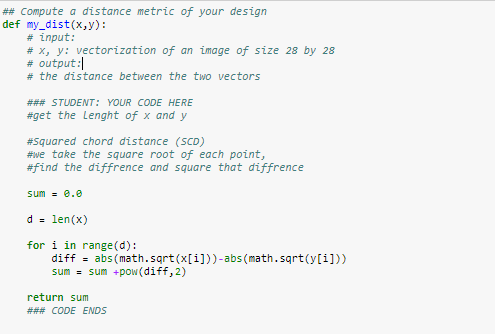 ## Compute a distance metric of your design
def my_dist(x,y):
# input:
# x, y: vectorization of an image of size 28 by 28
# output:
# the distance between the two vectors
### STUDENT: YOUR CODE HERE
#get the Lenght of x and y
#Squared chord distance (SCD)
#we take the square root of each point,
#find the diffrence and square that diffrence
sum = 0.0
d = len(x)
for i in range(d):
diff = abs(math.sqrt(x[i]))-abs(math.sqrt(y[i]))
sum = sum +pow(diff,2)
return sum
### CODE ENDS